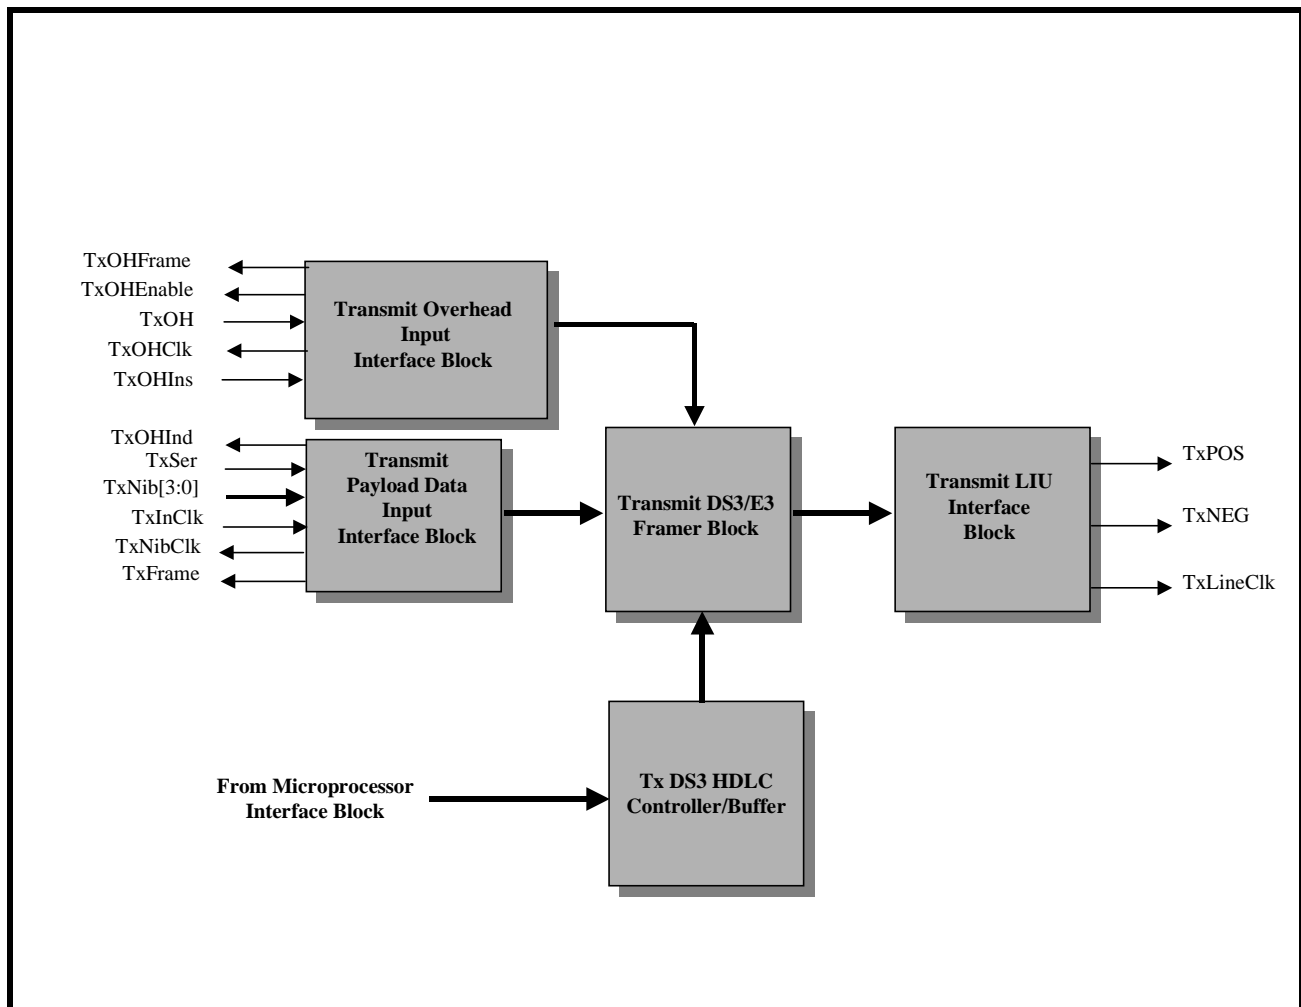 TxOHFrame
TxOHEnable
TxOH
TxOHClk
TxOHIns
Transmit Overhead
Input
Interface Block
TxOHInd
TxSer
TxNib[3:0]
TxInClk
TxNibClk
TxFrame
Transmit
Payload Data
Input
Interface Block
Transmit DS3/E3
Framer Block
Transmit LIU
Interface
Block
TxPOS
TxNEG
TxLineClk
From Microprocessor
Interface Block
Tx DS3 HDLC
Controller/Buffer